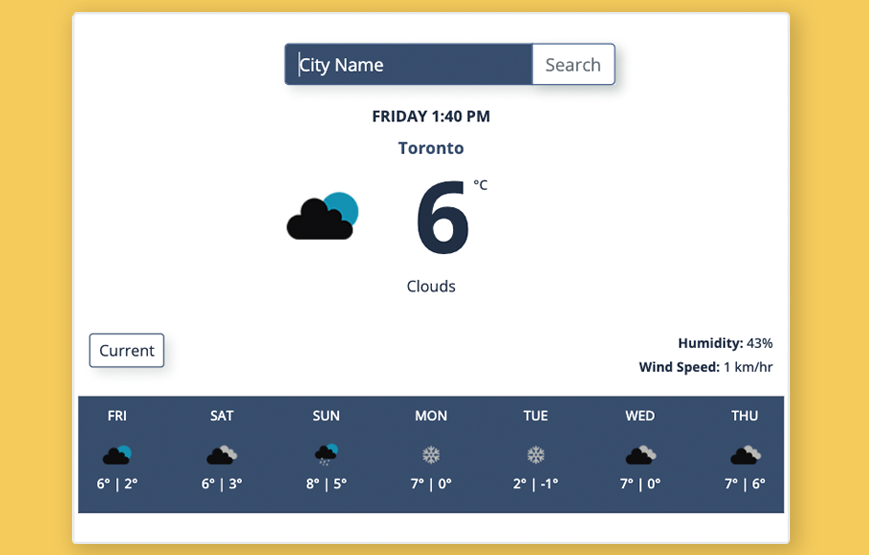 City Name Search
FRIDAY 1:40 PM
Toronto
6 °C
Clouds
Current
Humidity: 43%
Wind Speed: 1 km/hr
FRI SAT SUN MON TUE WED THU
6° | 2° 6° | 3° 8° | 5° 7° | 0° 2° | -1° 7° | 0° 7° | 6°